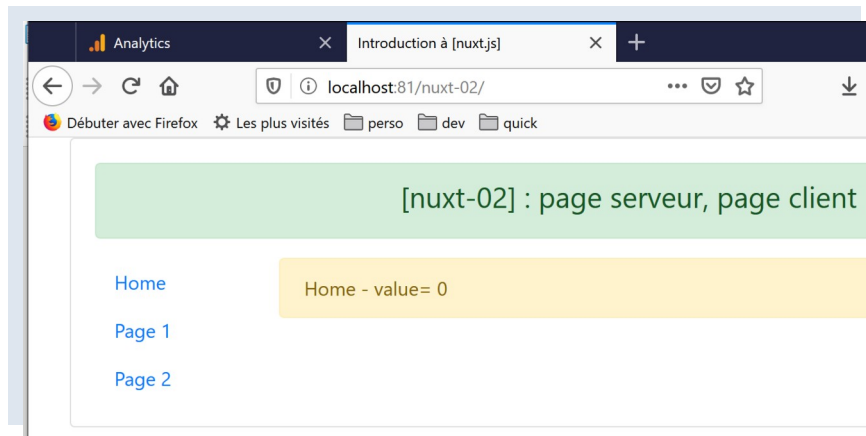 Analytics
Introduction à [nuxt.js]
localhost:81/nuxt-02/
Débuter avec Firefox Les plus visités perso dev quick
[nuxt-02] : page serveur, page client
Home
Home - value= 0
Page 1
Page 2